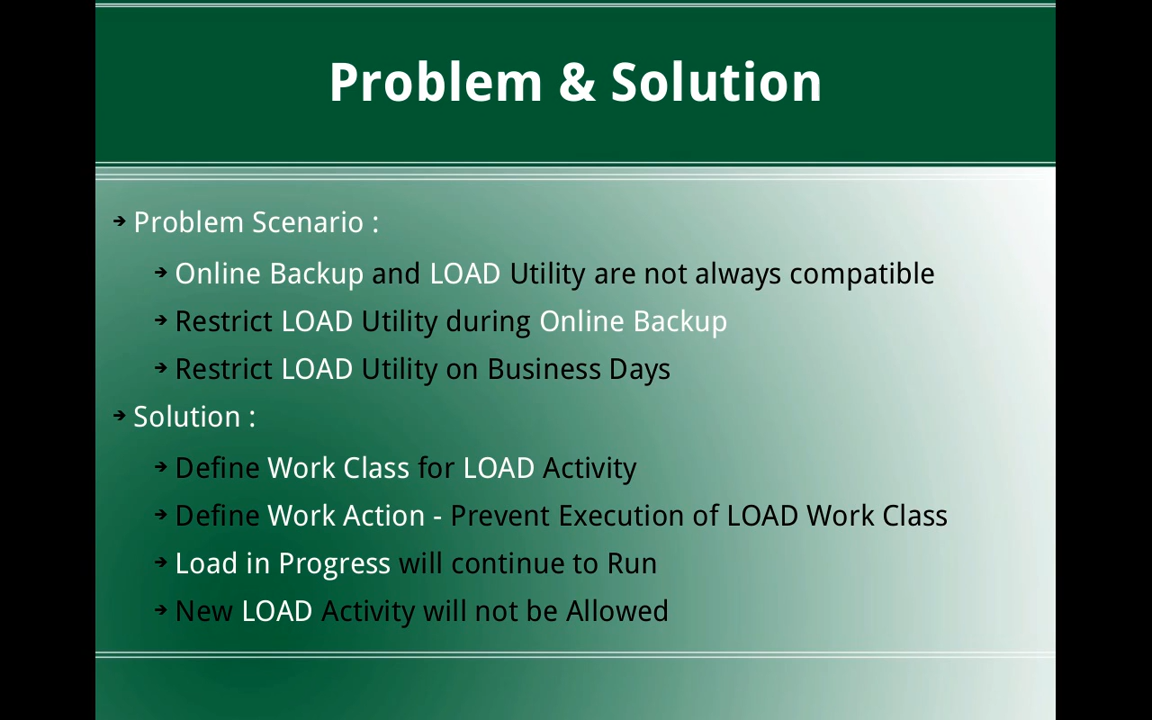 Problem & Solution
➔ Problem Scenario :
➔ Online Backup and LOAD Utility are not always compatible
➔ Restrict LOAD Utility during Online Backup
➔ Restrict LOAD Utility on Business Days
➔ Solution :
➔ Define Work Class for LOAD Activity
➔ Define Work Action - Prevent Execution of LOAD Work Class
➔ Load in Progress will continue to Run
➔ New LOAD Activity will not be Allowed